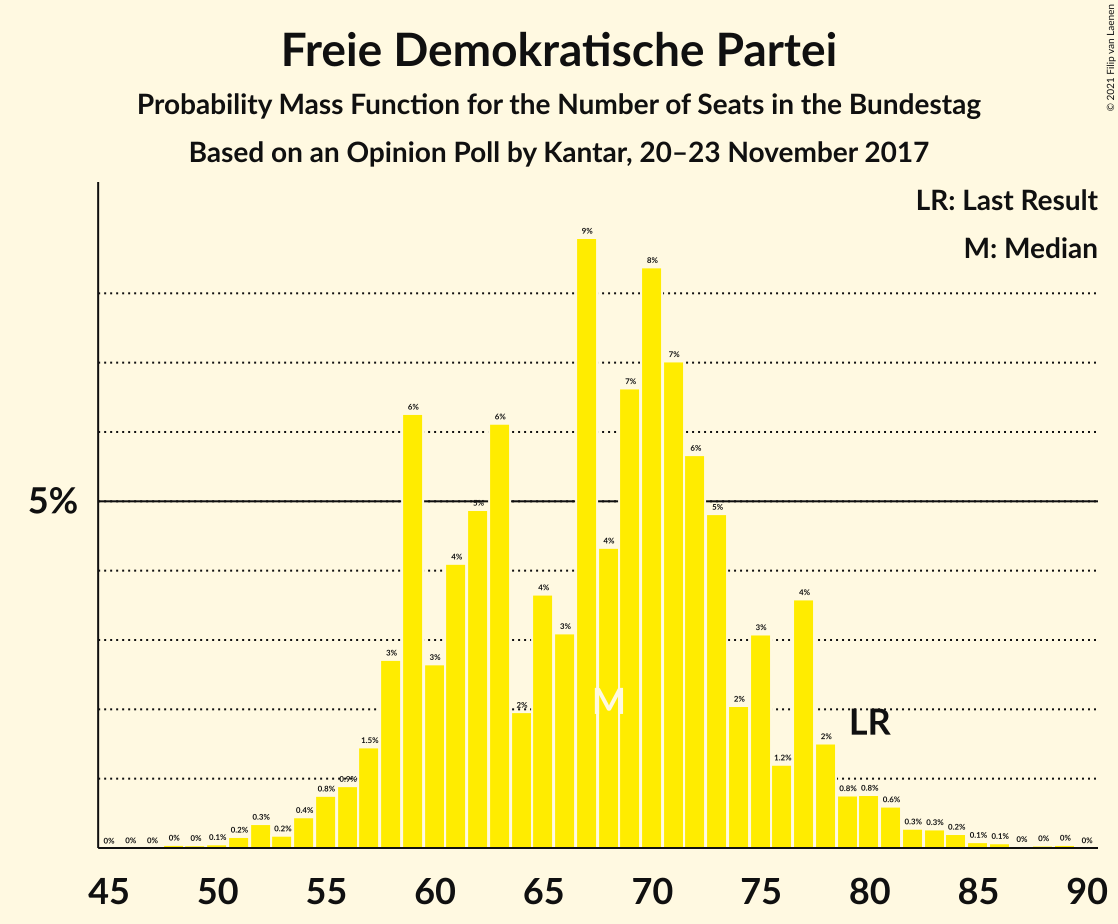 © 2021 Filip van Laenen
Freie Demokratische Partei
Probability Mass Function for the Number of Seats in the Bundestag
Based on an Opinion Poll by Kantar, 20–23 November 2017
LR: Last Result
M: Median
5%
0% 0% 0% 0% 0% 0.1% 0.2% 0.3% 0.2% 0.4% 0.8% 0.9% 1.5% 3% 6% 3% 4% 5% 6% 2% 4% 3% 9% 4% 7% 8% 7% 6% 5% 2% 3% 1.2% 4% 2% 0.8% 0.8% 0.6% 0.3% 0.3% 0.2% 0.1% 0.1% 0% 0% 0% 0%
M
LR
45 50 55 60 65 70 75 80 85 90